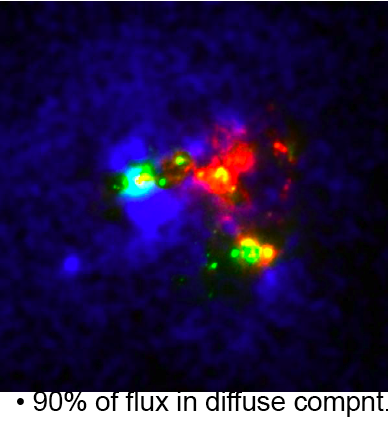 • 90% of flux in diffuse compnt.